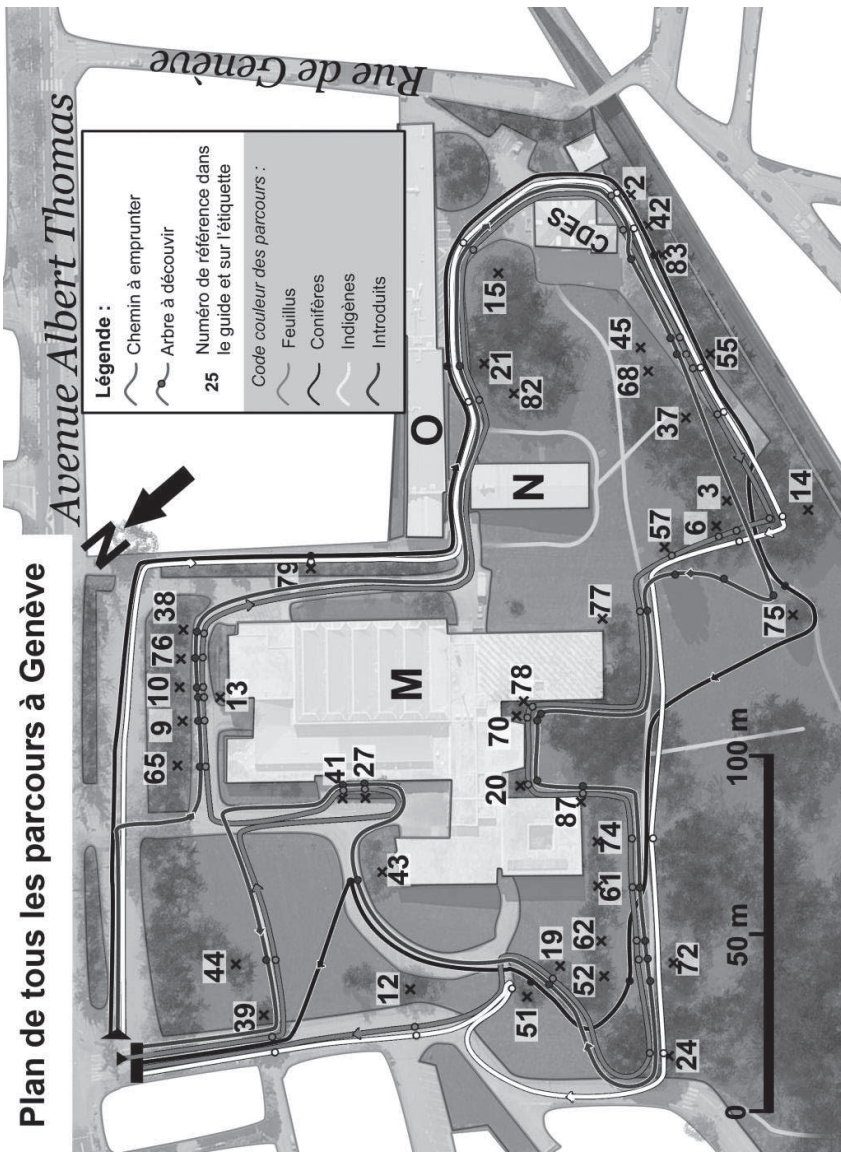 Plan de tous les parcours à Genève
Avenue Albert Thomas
Rue de Genève
N
Légende :
Chemin à emprunter
Arbre à découvir
25 Numéro de référence dans
le guide et sur l'étiquette
Code couleur des parcours :
Feuillus
Conifères
Indigènes
Introduits
44
39
65
9
10
76
38
13
79
41
27
43
12
M
O
N
CDES
15
21
82
2
42
83
45
68
55
37
3
6
14
57
77
75
78
70
20
87
74
61
62
52
19
51
72
24
0
50 m
100 m